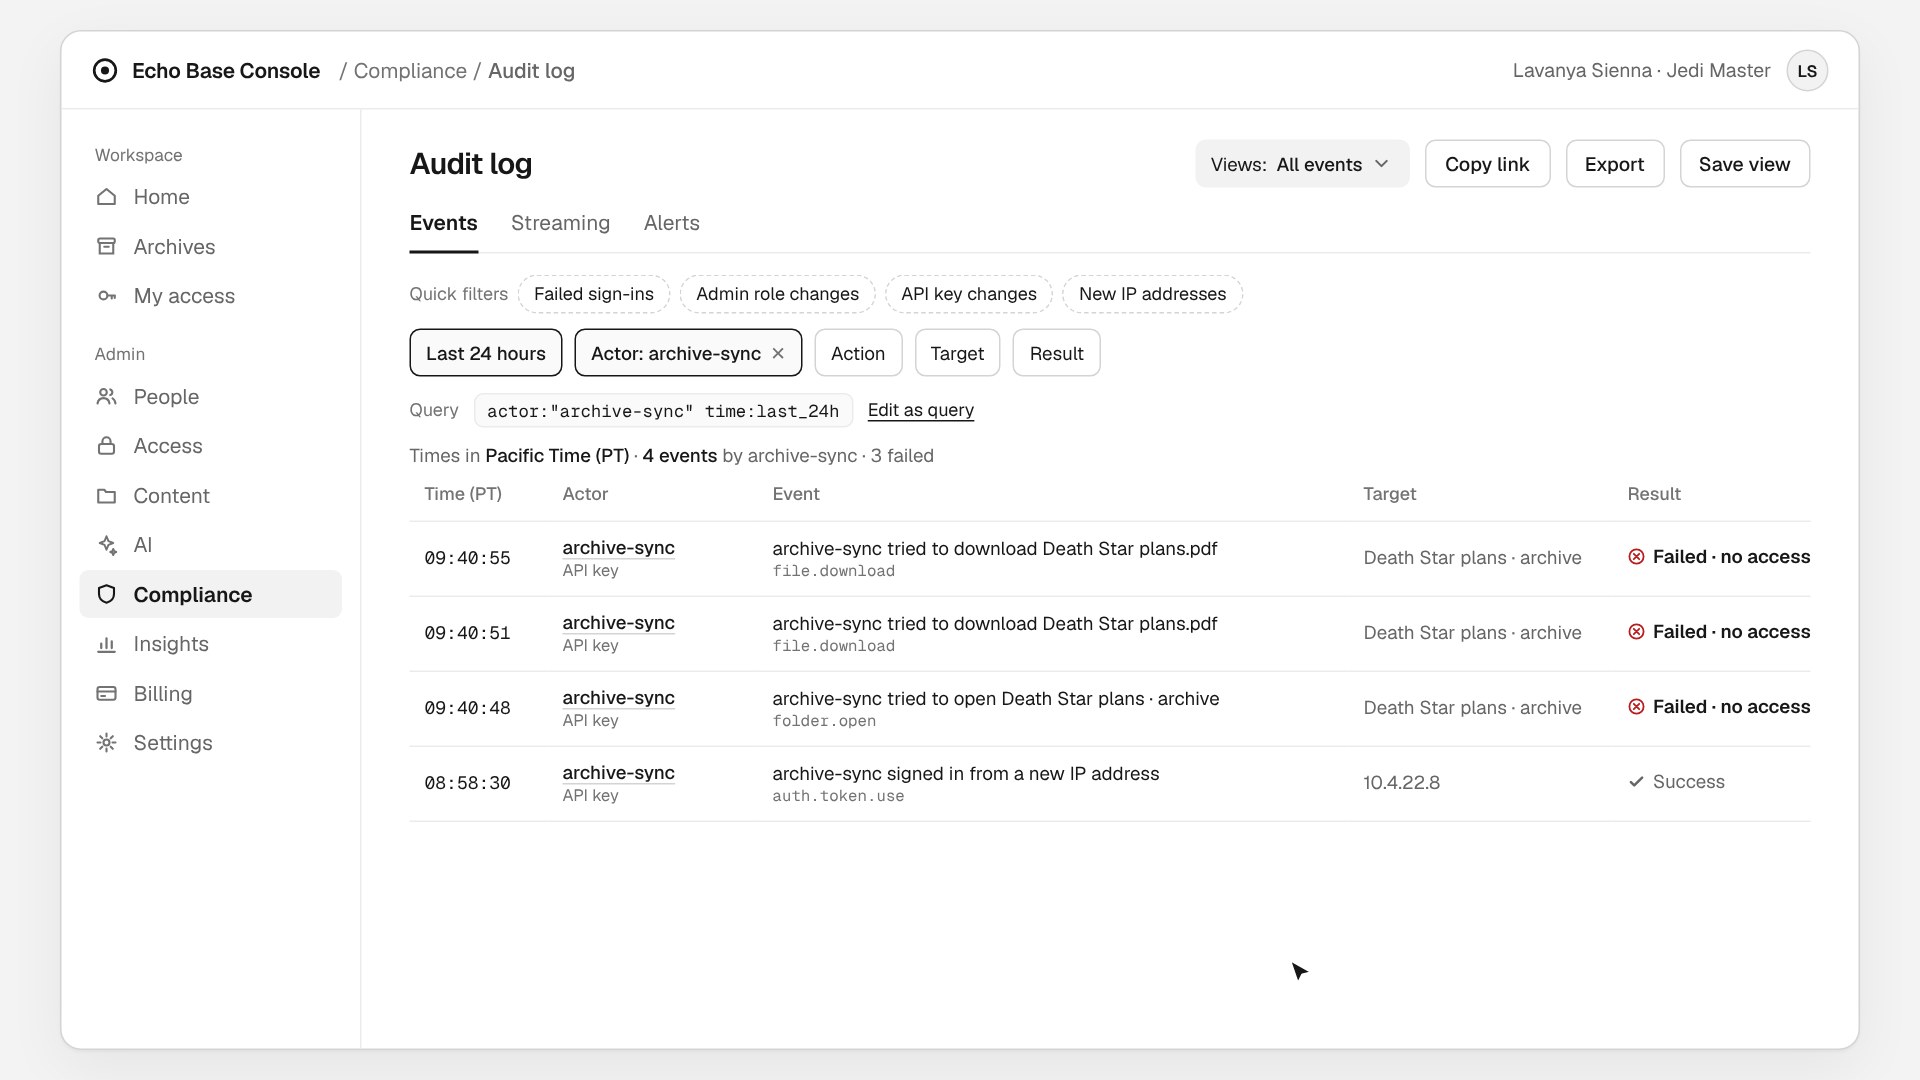 Echo Base Console / Compliance / Audit log
Lavanya Sienna · Jedi Master LS
Workspace
Home
Archives
My access
Admin
People
Access
Content
AI
Compliance
Insights
Billing
Settings
Audit log
Views: All events
Copy link
Export
Save view
Events Streaming Alerts
Quick filters Failed sign-ins Admin role changes API key changes New IP addresses
Last 24 hours Actor: archive-sync Action Target Result
Query actor:"archive-sync" time:last_24h Edit as query
Times in Pacific Time (PT) · 4 events by archive-sync · 3 failed
Time (PT) Actor Event Target Result
09:40:55 archive-sync archive-sync tried to download Death Star plans.pdf Death Star plans · archive Failed · no access
API key file.download
09:40:51 archive-sync archive-sync tried to download Death Star plans.pdf Death Star plans · archive Failed · no access
API key file.download
09:40:48 archive-sync archive-sync tried to open Death Star plans · archive Death Star plans · archive Failed · no access
API key folder.open
08:58:30 archive-sync archive-sync signed in from a new IP address 10.4.22.8 Success
API key auth.token.use